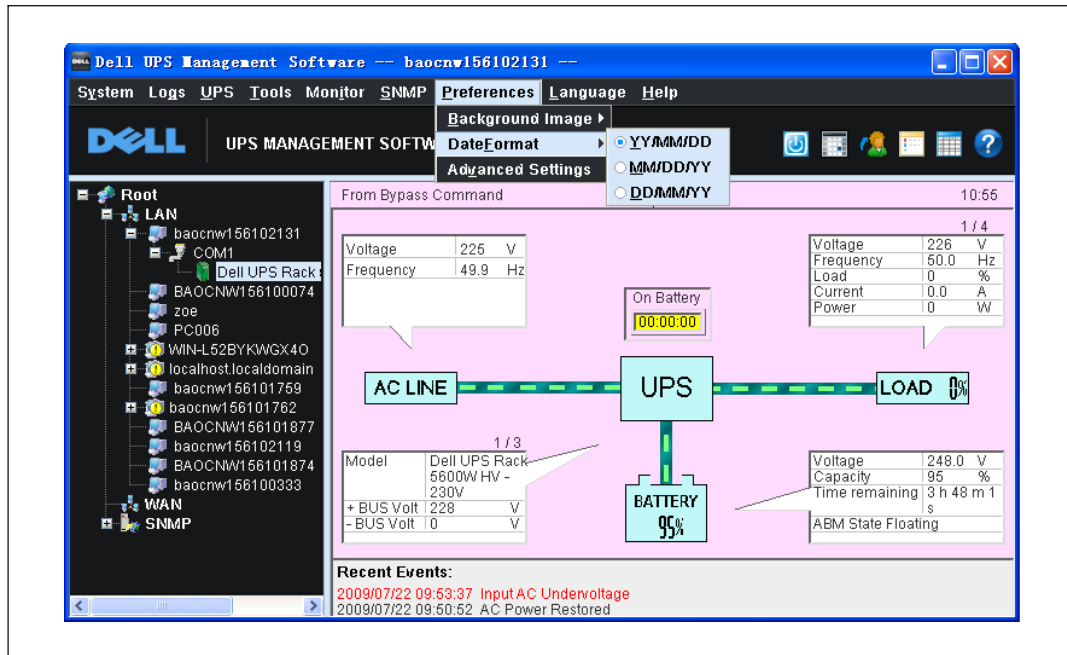 Dell UPS Management Software -- baocnw156102131 --
System Logs UPS Tools Monitor SNMP Preferences Language Help
Background Image
DateFormat
Advanced Settings
YY/MM/DD
MM/DD/YY
DD/MM/YY
DELL
DELL UPS MANAGEMENT SOFTW
Root
LAN
baocnw156102131
COM1
Dell UPS Rack
BAOCNW156100074
zoe
PC006
WIN-L52BYKWGX4O
localhost.localdomain
baocnw156101759
baocnw156101762
BAOCNW156101877
baocnw156102119
BAOCNW156101874
baocnw156100333
WAN
SNMP
From Bypass Command 10:55
Voltage 225 V
Frequency 49.9 Hz
On Battery
00:00:00
1 / 4
Voltage 226 V
Frequency 50.0 Hz
Load 0 %
Current 0.0 A
Power 0 W
AC LINE
UPS
LOAD 0%
1 / 3
Model Dell UPS Rack
5600W HV -
230V
+ BUS Volt 228 V
- BUS Volt 0 V
BATTERY
95%
Voltage 248.0 V
Capacity 95 %
Time remaining 3 h 48 m 1
s
ABM State Floating
Recent Events:
2009/07/22 09:53:37 Input AC Undervoltage
2009/07/22 09:50:52 AC Power Restored